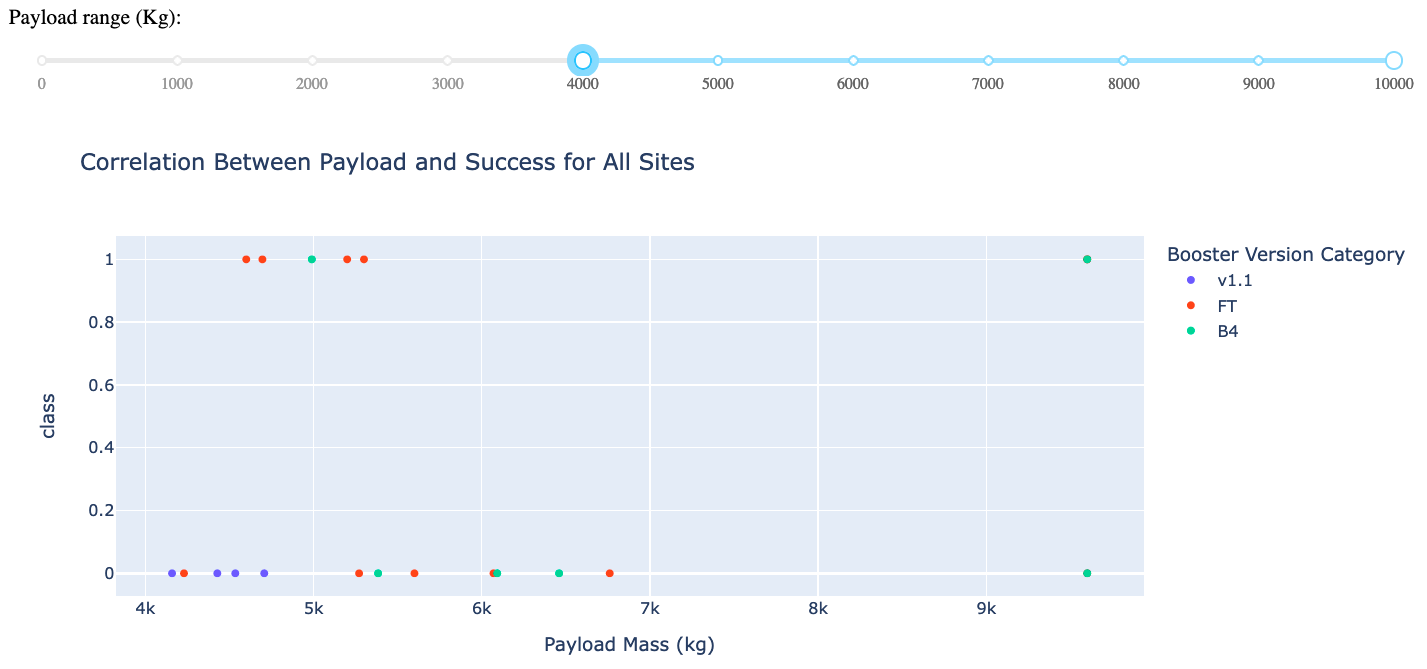 Payload range (Kg):
0 1000 2000 3000 4000 5000 6000 7000 8000 9000 10000
Correlation Between Payload and Success for All Sites
Booster Version Category
v1.1
FT
B4
1
0.8
0.6
0.4
0.2
0
class
4k 5k 6k 7k 8k 9k
Payload Mass (kg)